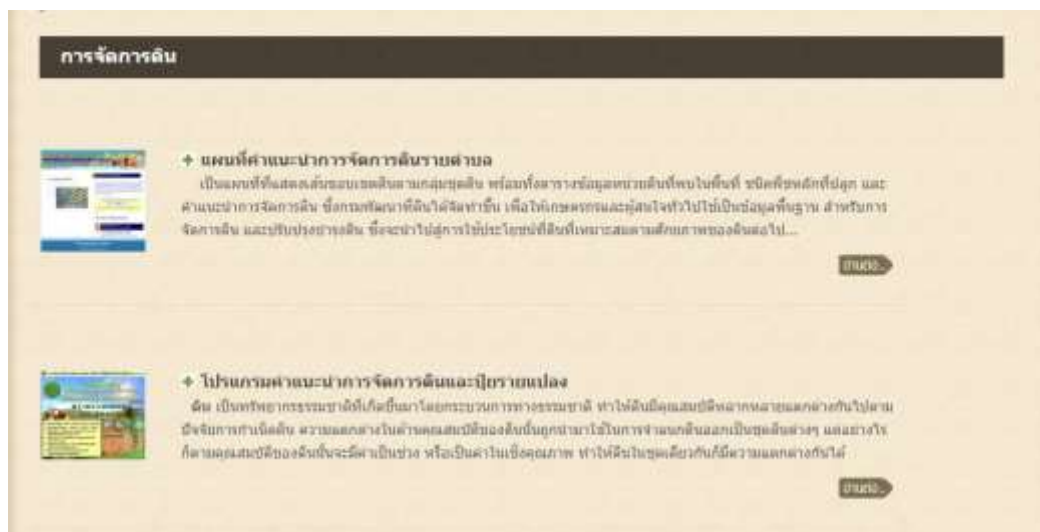 การจัดการดิน
แผนที่คำแนะนำการจัดการดินรายตำบล
เป็นแผนที่ที่แสดงเส้นขอบเขตดินตามกลุ่มชุดดิน พร้อมทั้งตารางข้อมูลหน่วยดินที่พบในพื้นที่ ชนิดพืชหลักที่ปลูก และ
คำแนะนำการจัดการดิน ซึ่งกรมพัฒนาที่ดินได้จัดทำขึ้น เพื่อให้เกษตรกรและผู้สนใจทั่วไปใช้เป็นข้อมูลพื้นฐาน สำหรับการ
จัดการดิน และปรับปรุงบำรุงดิน ซึ่งจะนำไปสู่การใช้ประโยชน์ที่ดินที่เหมาะสมตามศักยภาพของดินต่อไป...
อ่านต่อ..
โปรแกรมคำแนะนำการจัดการดินและปุ๋ยรายแปลง
ดิน เป็นทรัพยากรธรรมชาติที่เกิดขึ้นมาโดยกระบวนการทางธรรมชาติ ทำให้ดินมีคุณสมบัติหลากหลายแตกต่างกันไปตาม
ปัจจัยการกำเนิดดิน ความแตกต่างในด้านคุณสมบัติของดินนั้นถูกนำมาใช้ในการจำแนกดินออกเป็นชุดดินต่างๆ แต่อย่างไร
ก็ตามคุณสมบัติของดินนั้นจะมีค่าเป็นช่วง หรือเป็นค่าในเชิงคุณภาพ ทำให้ดินในชุดเดียวกันก็มีความแตกต่างกันได้
อ่านต่อ..